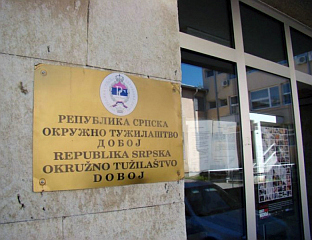 РЕПУБЛИКА СРПСКА
ОКРУЖНО ТУЖИЛАШТВО
ДОБОЈ
REPUBLIKA SRPSKA
OKRUŽNO TUŽILAŠTVO
DOBOJ